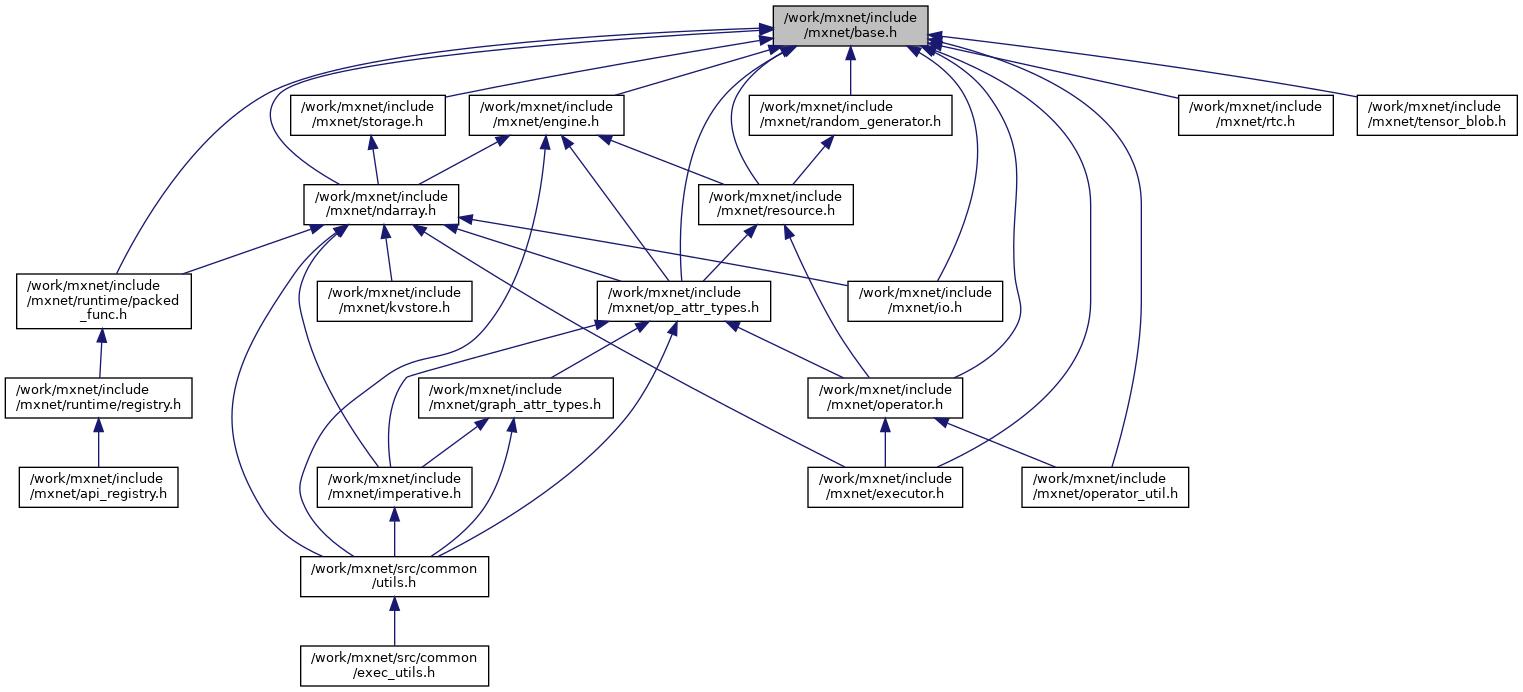 /work/mxnet/include
/mxnet/base.h
/work/mxnet/include
/mxnet/storage.h
/work/mxnet/include
/mxnet/engine.h
/work/mxnet/include
/mxnet/random_generator.h
/work/mxnet/include
/mxnet/rtc.h
/work/mxnet/include
/mxnet/tensor_blob.h
/work/mxnet/include
/mxnet/ndarray.h
/work/mxnet/include
/mxnet/resource.h
/work/mxnet/include
/mxnet/runtime/packed
_func.h
/work/mxnet/include
/mxnet/kvstore.h
/work/mxnet/include
/mxnet/op_attr_types.h
/work/mxnet/include
/mxnet/io.h
/work/mxnet/include
/mxnet/runtime/registry.h
/work/mxnet/include
/mxnet/graph_attr_types.h
/work/mxnet/include
/mxnet/operator.h
/work/mxnet/include
/mxnet/api_registry.h
/work/mxnet/include
/mxnet/imperative.h
/work/mxnet/include
/mxnet/executor.h
/work/mxnet/include
/mxnet/operator_util.h
/work/mxnet/src/common
/utils.h
/work/mxnet/src/common
/exec_utils.h